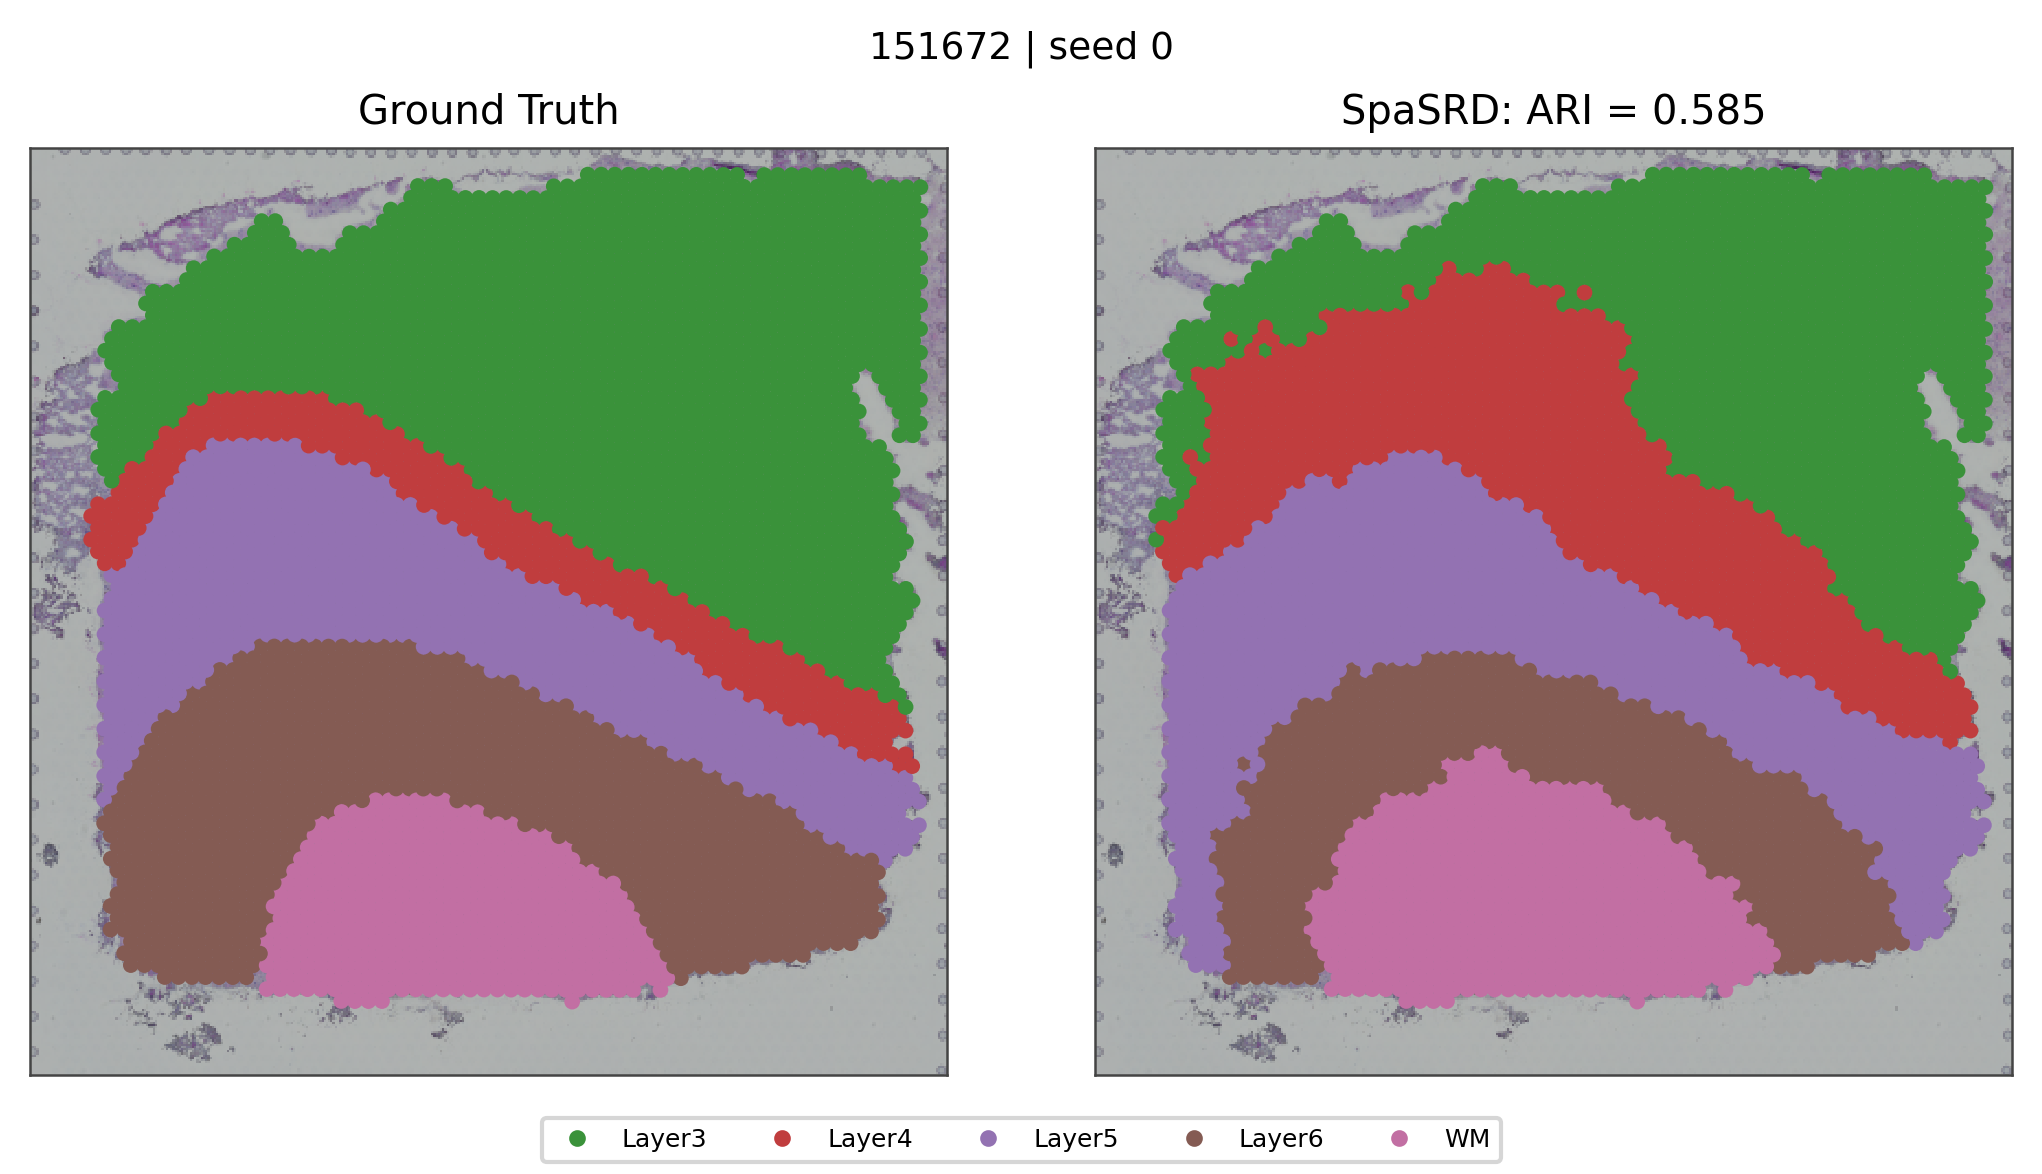 151672 | seed 0
Ground Truth
SpaSRD: ARI = 0.585
Layer3 Layer4 Layer5 Layer6 WM